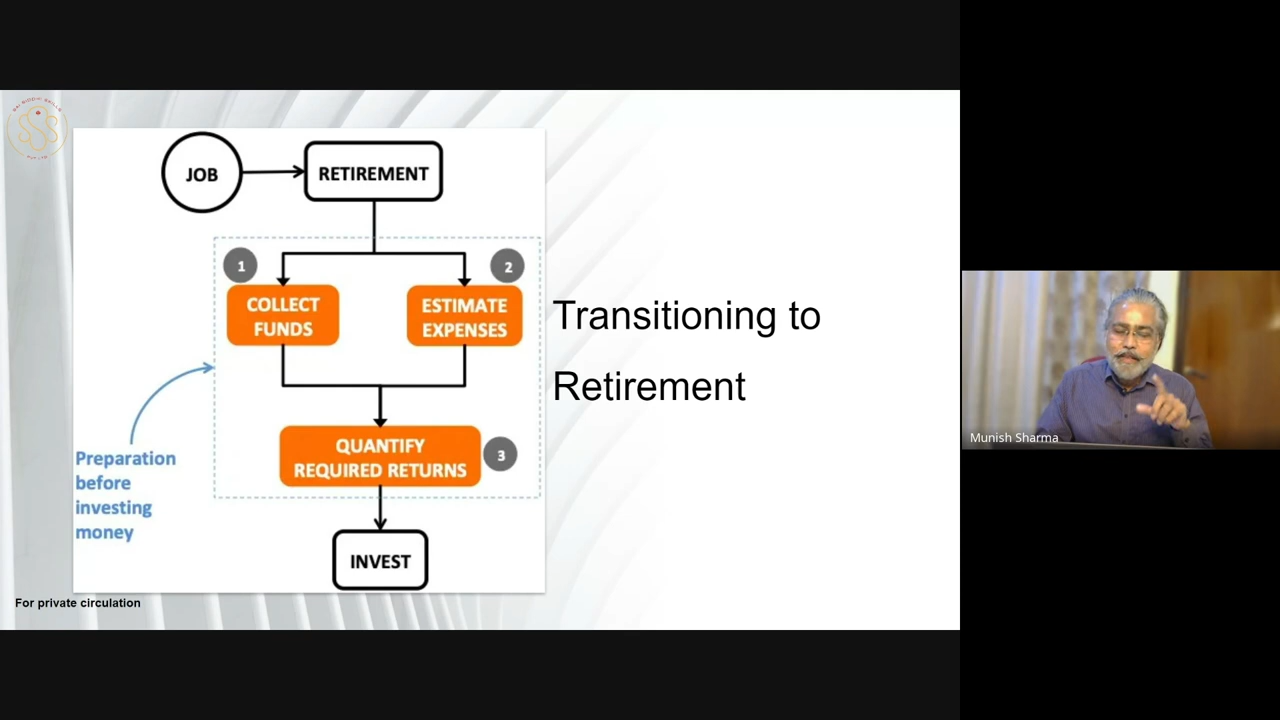 JOB
RETIREMENT
1
2
COLLECT
FUNDS
ESTIMATE
EXPENSES
Transitioning to
Retirement
QUANTIFY
REQUIRED RETURNS
3
Preparation
before
investing
money
INVEST
For private circulation
Munish Sharma